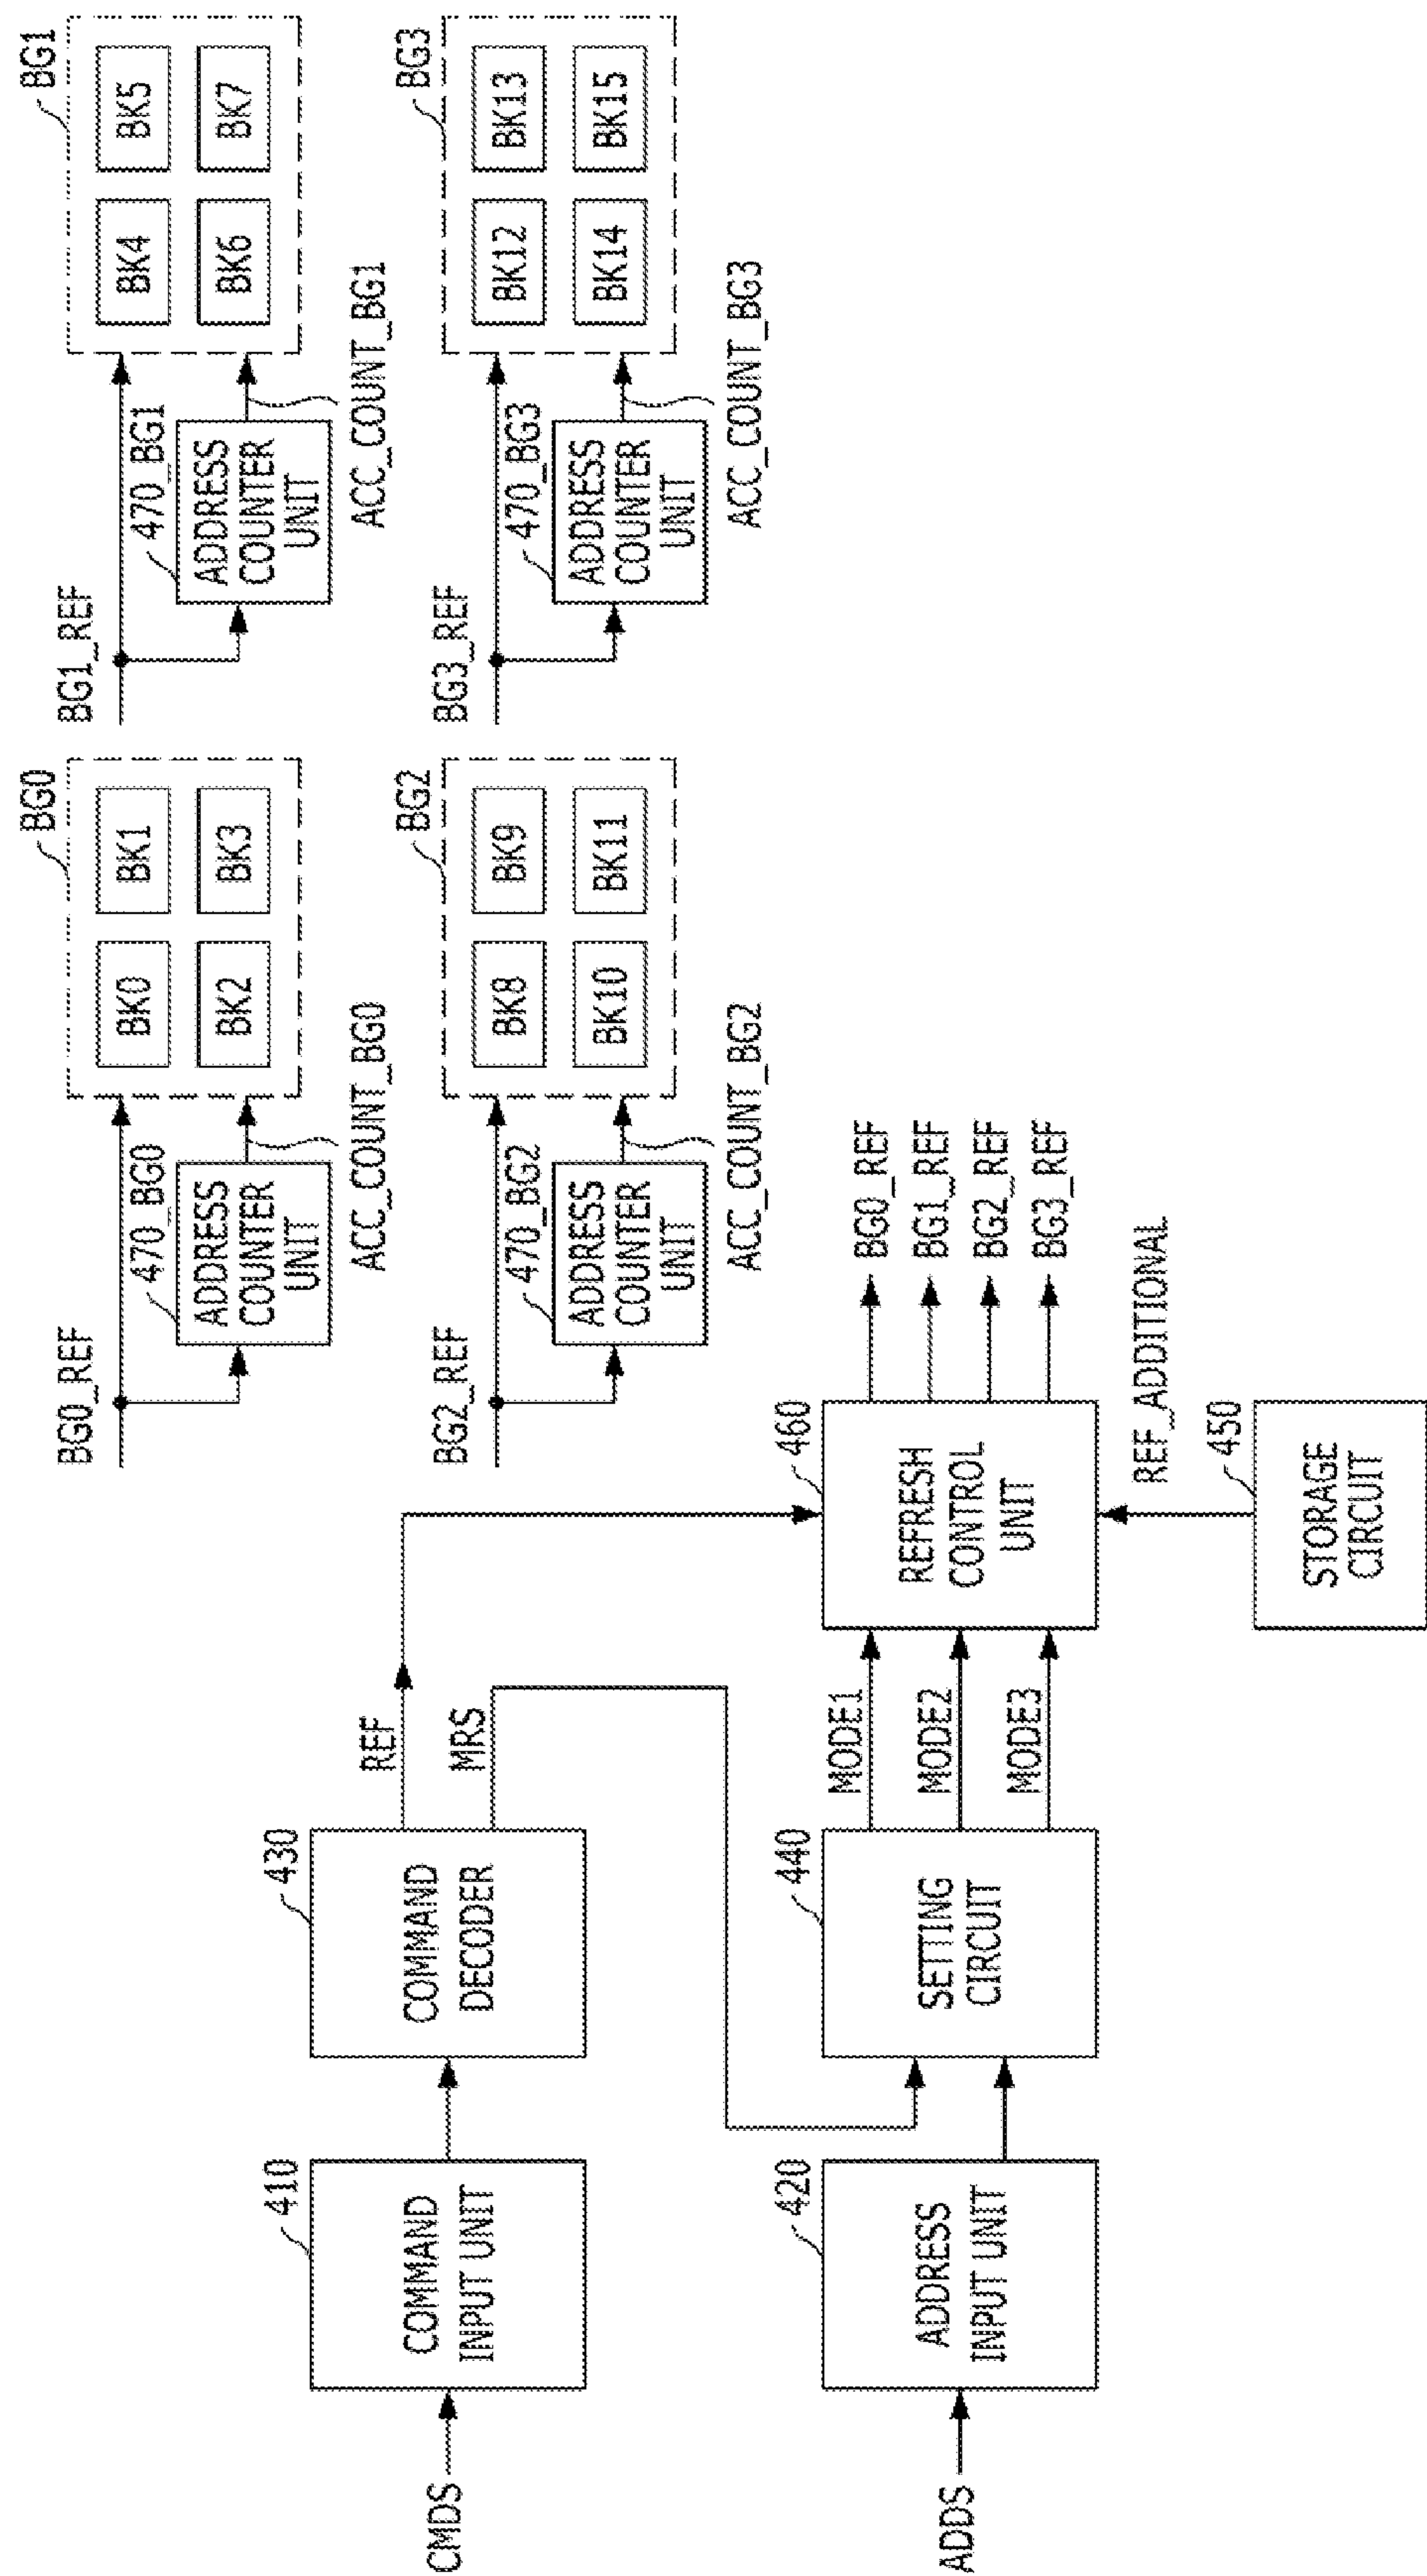 CMDS
410
COMMAND
INPUT UNIT
430
COMMAND
DECODER
REF
MRS
ADDS
420
ADDRESS
INPUT UNIT
440
SETTING
CIRCUIT
MODE1
MODE2
MODE3
460
REFRESH
CONTROL
UNIT
BG0_REF
BG1_REF
BG2_REF
BG3_REF
REF_ADDITIONAL
450
STORAGE
CIRCUIT
BG0_REF
470_BG0
ADDRESS
COUNTER
UNIT
ACC_COUNT_BG0
BG0
BK0
BK1
BK2
BK3
BG1_REF
470_BG1
ADDRESS
COUNTER
UNIT
ACC_COUNT_BG1
BG1
BK4
BK5
BK6
BK7
BG2_REF
470_BG2
ADDRESS
COUNTER
UNIT
ACC_COUNT_BG2
BG2
BK8
BK9
BK10
BK11
BG3_REF
470_BG3
ADDRESS
COUNTER
UNIT
ACC_COUNT_BG3
BG3
BK12
BK13
BK14
BK15